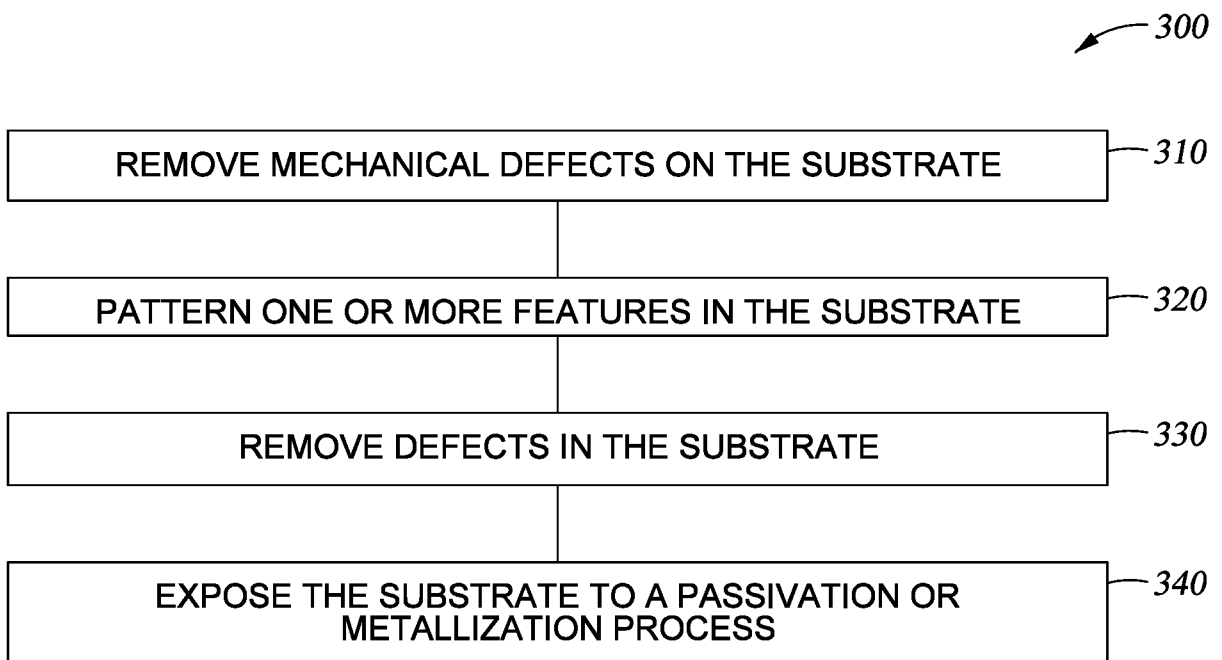 300
REMOVE MECHANICAL DEFECTS ON THE SUBSTRATE
310
PATTERN ONE OR MORE FEATURES IN THE SUBSTRATE
320
REMOVE DEFECTS IN THE SUBSTRATE
330
EXPOSE THE SUBSTRATE TO A PASSIVATION OR
METALLIZATION PROCESS
340